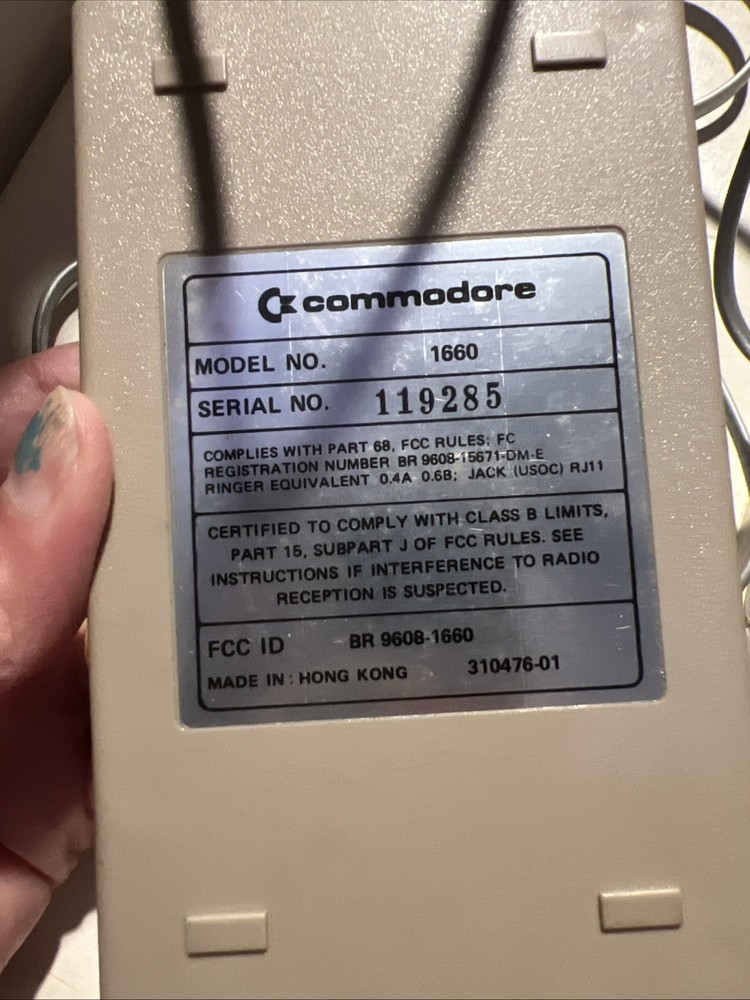 commodore
MODEL NO. 1660
SERIAL NO. 119285
COMPLIES WITH PART 68, FCC RULES; FC
REGISTRATION NUMBER BR 9608-15671-DM-E
RINGER EQUIVALENT 0.4A 0.6B; JACK (USOC) RJ11
CERTIFIED TO COMPLY WITH CLASS B LIMITS,
PART 15, SUBPART J OF FCC RULES. SEE
INSTRUCTIONS IF INTERFERENCE TO RADIO
RECEPTION IS SUSPECTED.
FCC ID BR 9608-1660
MADE IN : HONG KONG 310476-01